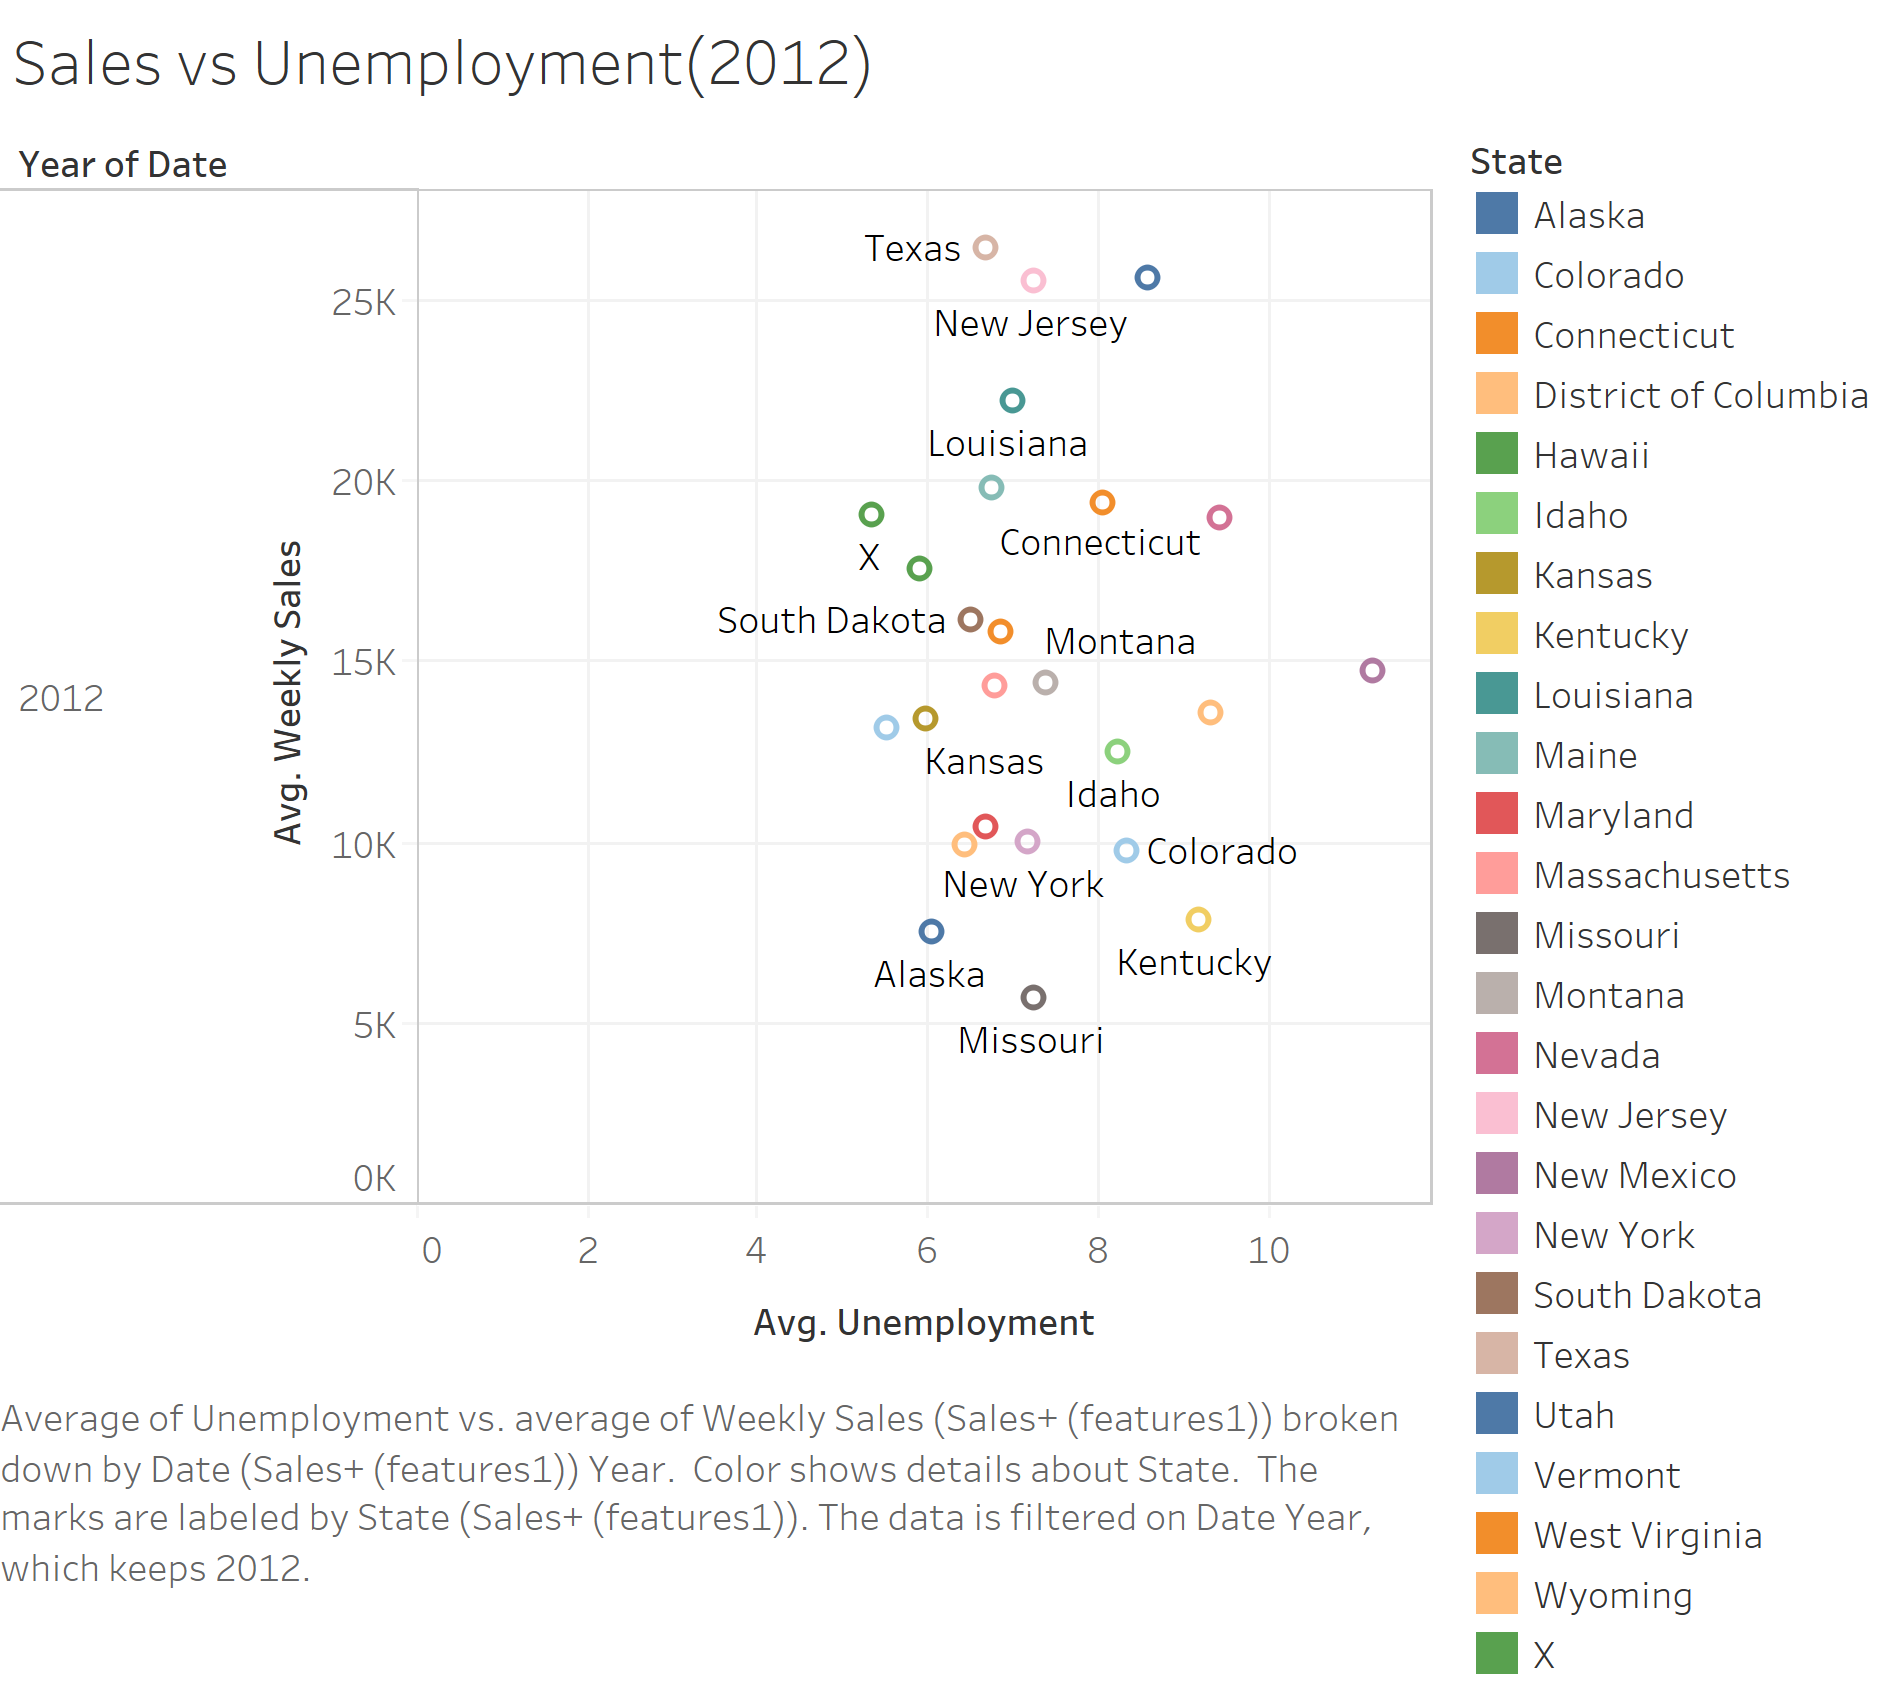 Sales vs Unemployment(2012)
Year of Date
State
Alaska
Colorado
Connecticut
District of Columbia
Hawaii
Idaho
Kansas
Kentucky
Louisiana
Maine
Maryland
Massachusetts
Missouri
Montana
Nevada
New Jersey
New Mexico
New York
South Dakota
Texas
Utah
Vermont
West Virginia
Wyoming
X
2012
Avg. Weekly Sales
25K
20K
15K
10K
5K
0K
Texas
New Jersey
Louisiana
Connecticut
X
South Dakota
Montana
Kansas
Idaho
Colorado
New York
Kentucky
Alaska
Missouri
0 2 4 6 8 10
Avg. Unemployment
Average of Unemployment vs. average of Weekly Sales (Sales+ (features1)) broken
down by Date (Sales+ (features1)) Year.  Color shows details about State.  The
marks are labeled by State (Sales+ (features1)). The data is filtered on Date Year,
which keeps 2012.